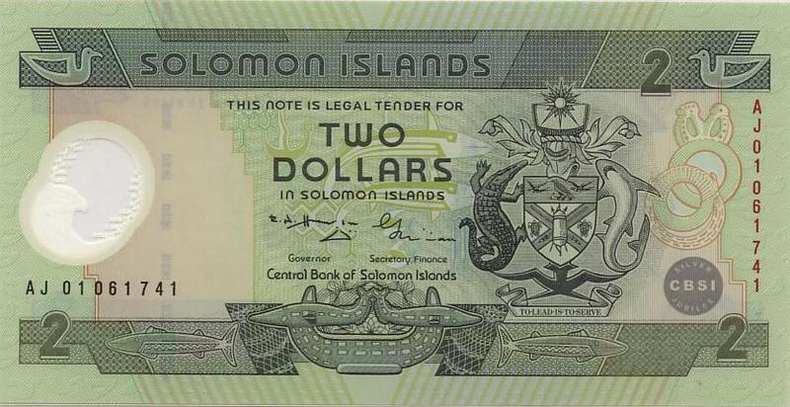 SOLOMON ISLANDS
2
THIS NOTE IS LEGAL TENDER FOR
TWO
DOLLARS
IN SOLOMON ISLANDS
Governor Secretary, Finance
Central Bank of Solomon Islands
AJ 01061741
AJ01061741
SILVER
CBSI
JUBILEE
TO LEAD IS TO SERVE
2
2